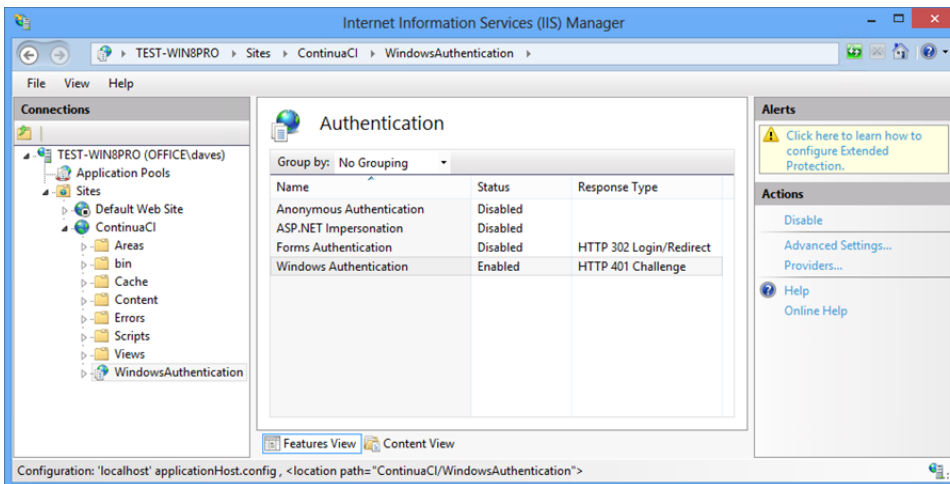 Internet Information Services (IIS) Manager
TEST-WIN8PRO Sites ContinuaCI WindowsAuthentication
File View Help
Connections
TEST-WIN8PRO (OFFICE\daves)
Application Pools
Sites
Default Web Site
ContinuaCI
Areas
bin
Cache
Content
Errors
Scripts
Views
WindowsAuthentication
Authentication
Group by: No Grouping
Name Status Response Type
Anonymous Authentication Disabled
ASP.NET Impersonation Disabled
Forms Authentication Disabled HTTP 302 Login/Redirect
Windows Authentication Enabled HTTP 401 Challenge
Features View Content View
Alerts
Click here to learn how to
configure Extended
Protection.
Actions
Disable
Advanced Settings...
Providers...
Help
Online Help
Configuration: 'localhost' applicationHost.config , <location path="ContinuaCI/WindowsAuthentication">